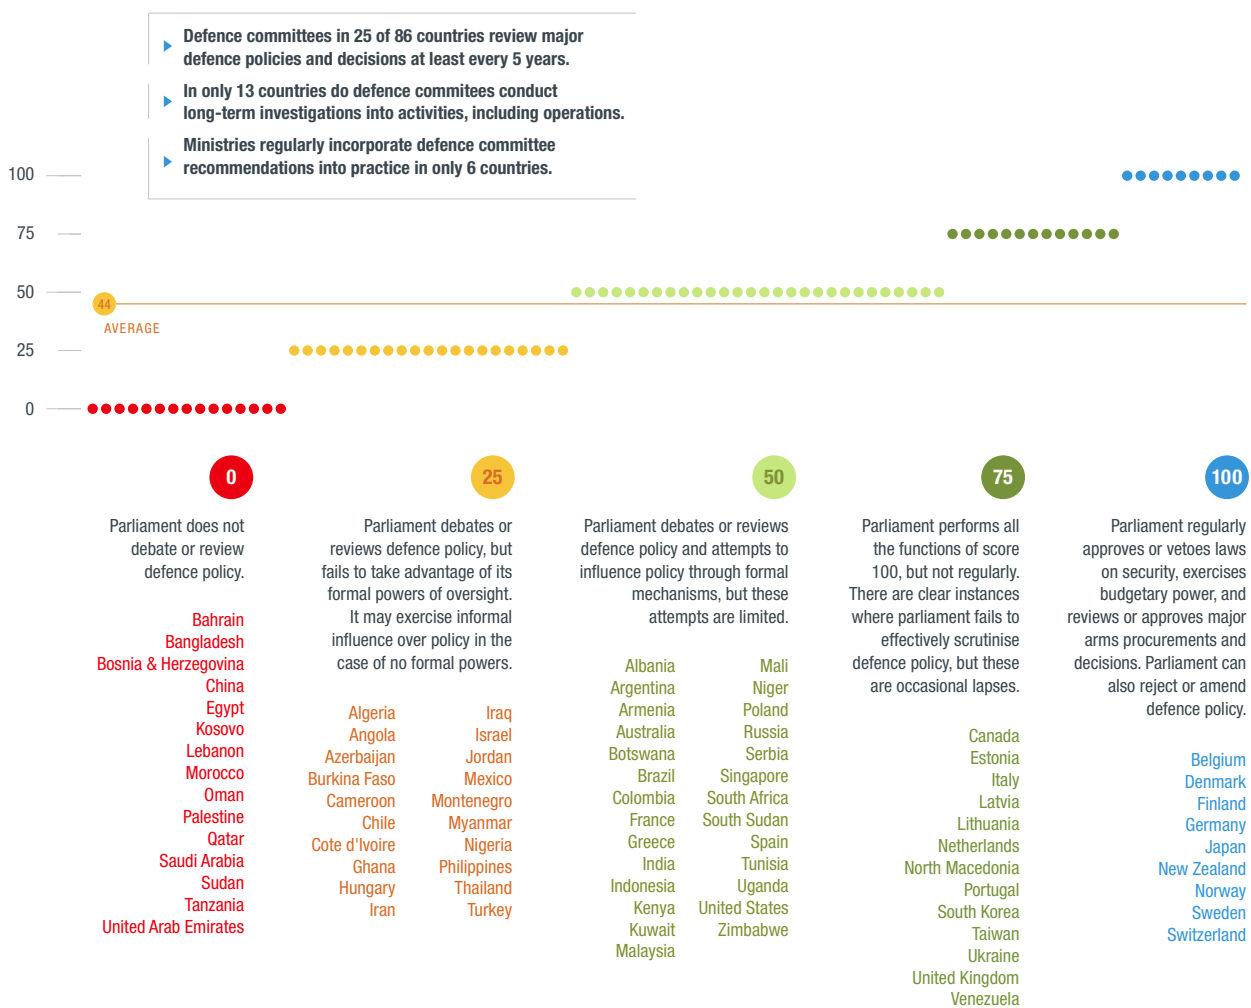 Defence committees in 25 of 86 countries review major
defence policies and decisions at least every 5 years.
In only 13 countries do defence commitees conduct
long-term investigations into activities, including operations.
Ministries regularly incorporate defence committee
recommendations into practice in only 6 countries.
100
75
50
44
AVERAGE
25
0
0
Parliament does not
debate or review
defence policy.
Bahrain
Bangladesh
Bosnia & Herzegovina
China
Egypt
Kosovo
Lebanon
Morocco
Oman
Palestine
Qatar
Saudi Arabia
Sudan
Tanzania
United Arab Emirates
25
Parliament debates or
reviews defence policy, but
fails to take advantage of its
formal powers of oversight.
It may exercise informal
influence over policy in the
case of no formal powers.
Algeria
Angola
Azerbaijan
Burkina Faso
Cameroon
Chile
Cote d'Ivoire
Ghana
Hungary
Iran
Iraq
Israel
Jordan
Mexico
Montenegro
Myanmar
Nigeria
Philippines
Thailand
Turkey
50
Parliament debates or reviews
defence policy and attempts to
influence policy through formal
mechanisms, but these
attempts are limited.
Albania
Argentina
Armenia
Australia
Botswana
Brazil
Colombia
France
Greece
India
Indonesia
Kenya
Kuwait
Malaysia
Mali
Niger
Poland
Russia
Serbia
Singapore
South Africa
South Sudan
Spain
Tunisia
Uganda
United States
Zimbabwe
75
Parliament performs all
the functions of score
100, but not regularly.
There are clear instances
where parliament fails to
effectively scrutinise
defence policy, but these
are occasional lapses.
Canada
Estonia
Italy
Latvia
Lithuania
Netherlands
North Macedonia
Portugal
South Korea
Taiwan
Ukraine
United Kingdom
Venezuela
100
Parliament regularly
approves or vetoes laws
on security, exercises
budgetary power, and
reviews or approves major
arms procurements and
decisions. Parliament can
also reject or amend
defence policy.
Belgium
Denmark
Finland
Germany
Japan
New Zealand
Norway
Sweden
Switzerland